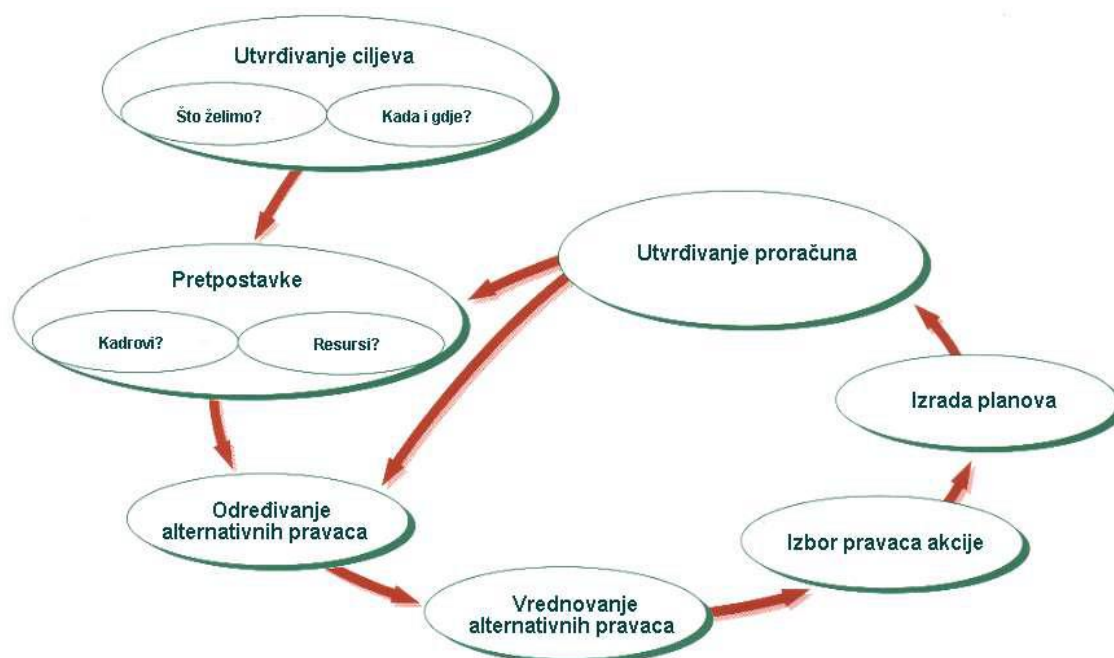 Utvrđivanje ciljeva
Što želimo?
Kada i gdje?
Pretpostavke
Kadrovi?
Resursi?
Određivanje
alternativnih pravaca
Vrednovanje
alternativnih pravaca
Izbor pravaca akcije
Izrada planova
Utvrđivanje proračuna